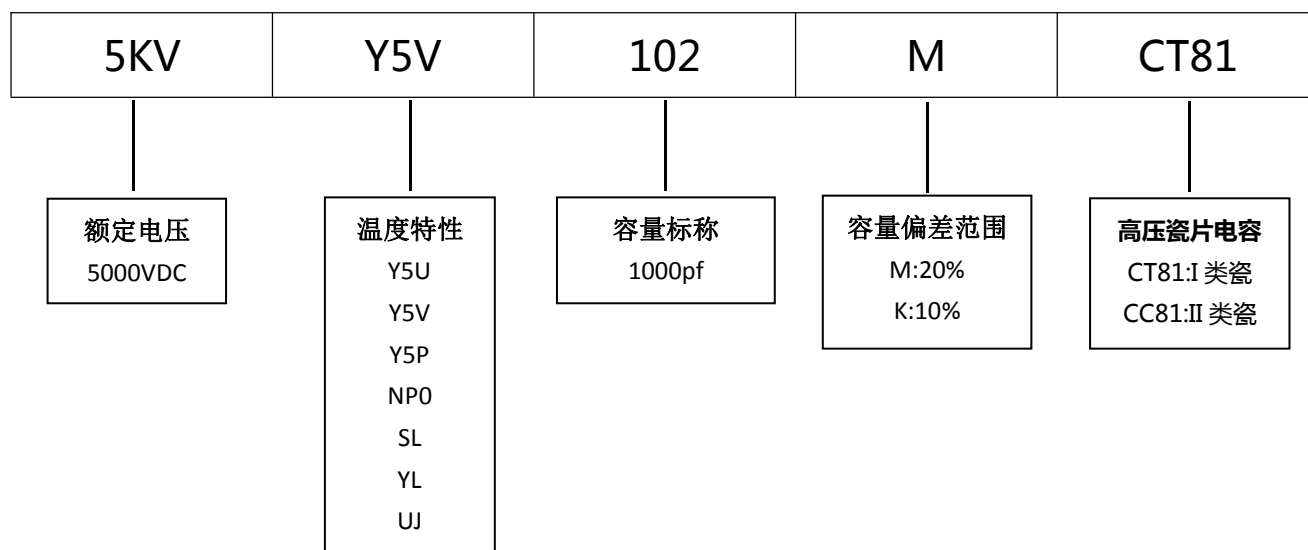 5KV Y5V 102 M CT81
额定电压
5000VDC
温度特性
Y5U
Y5V
Y5P
NP0
SL
YL
UJ
容量标称
1000pf
容量偏差范围
M:20%
K:10%
高压瓷片电容
CT81:I 类瓷
CC81:II 类瓷